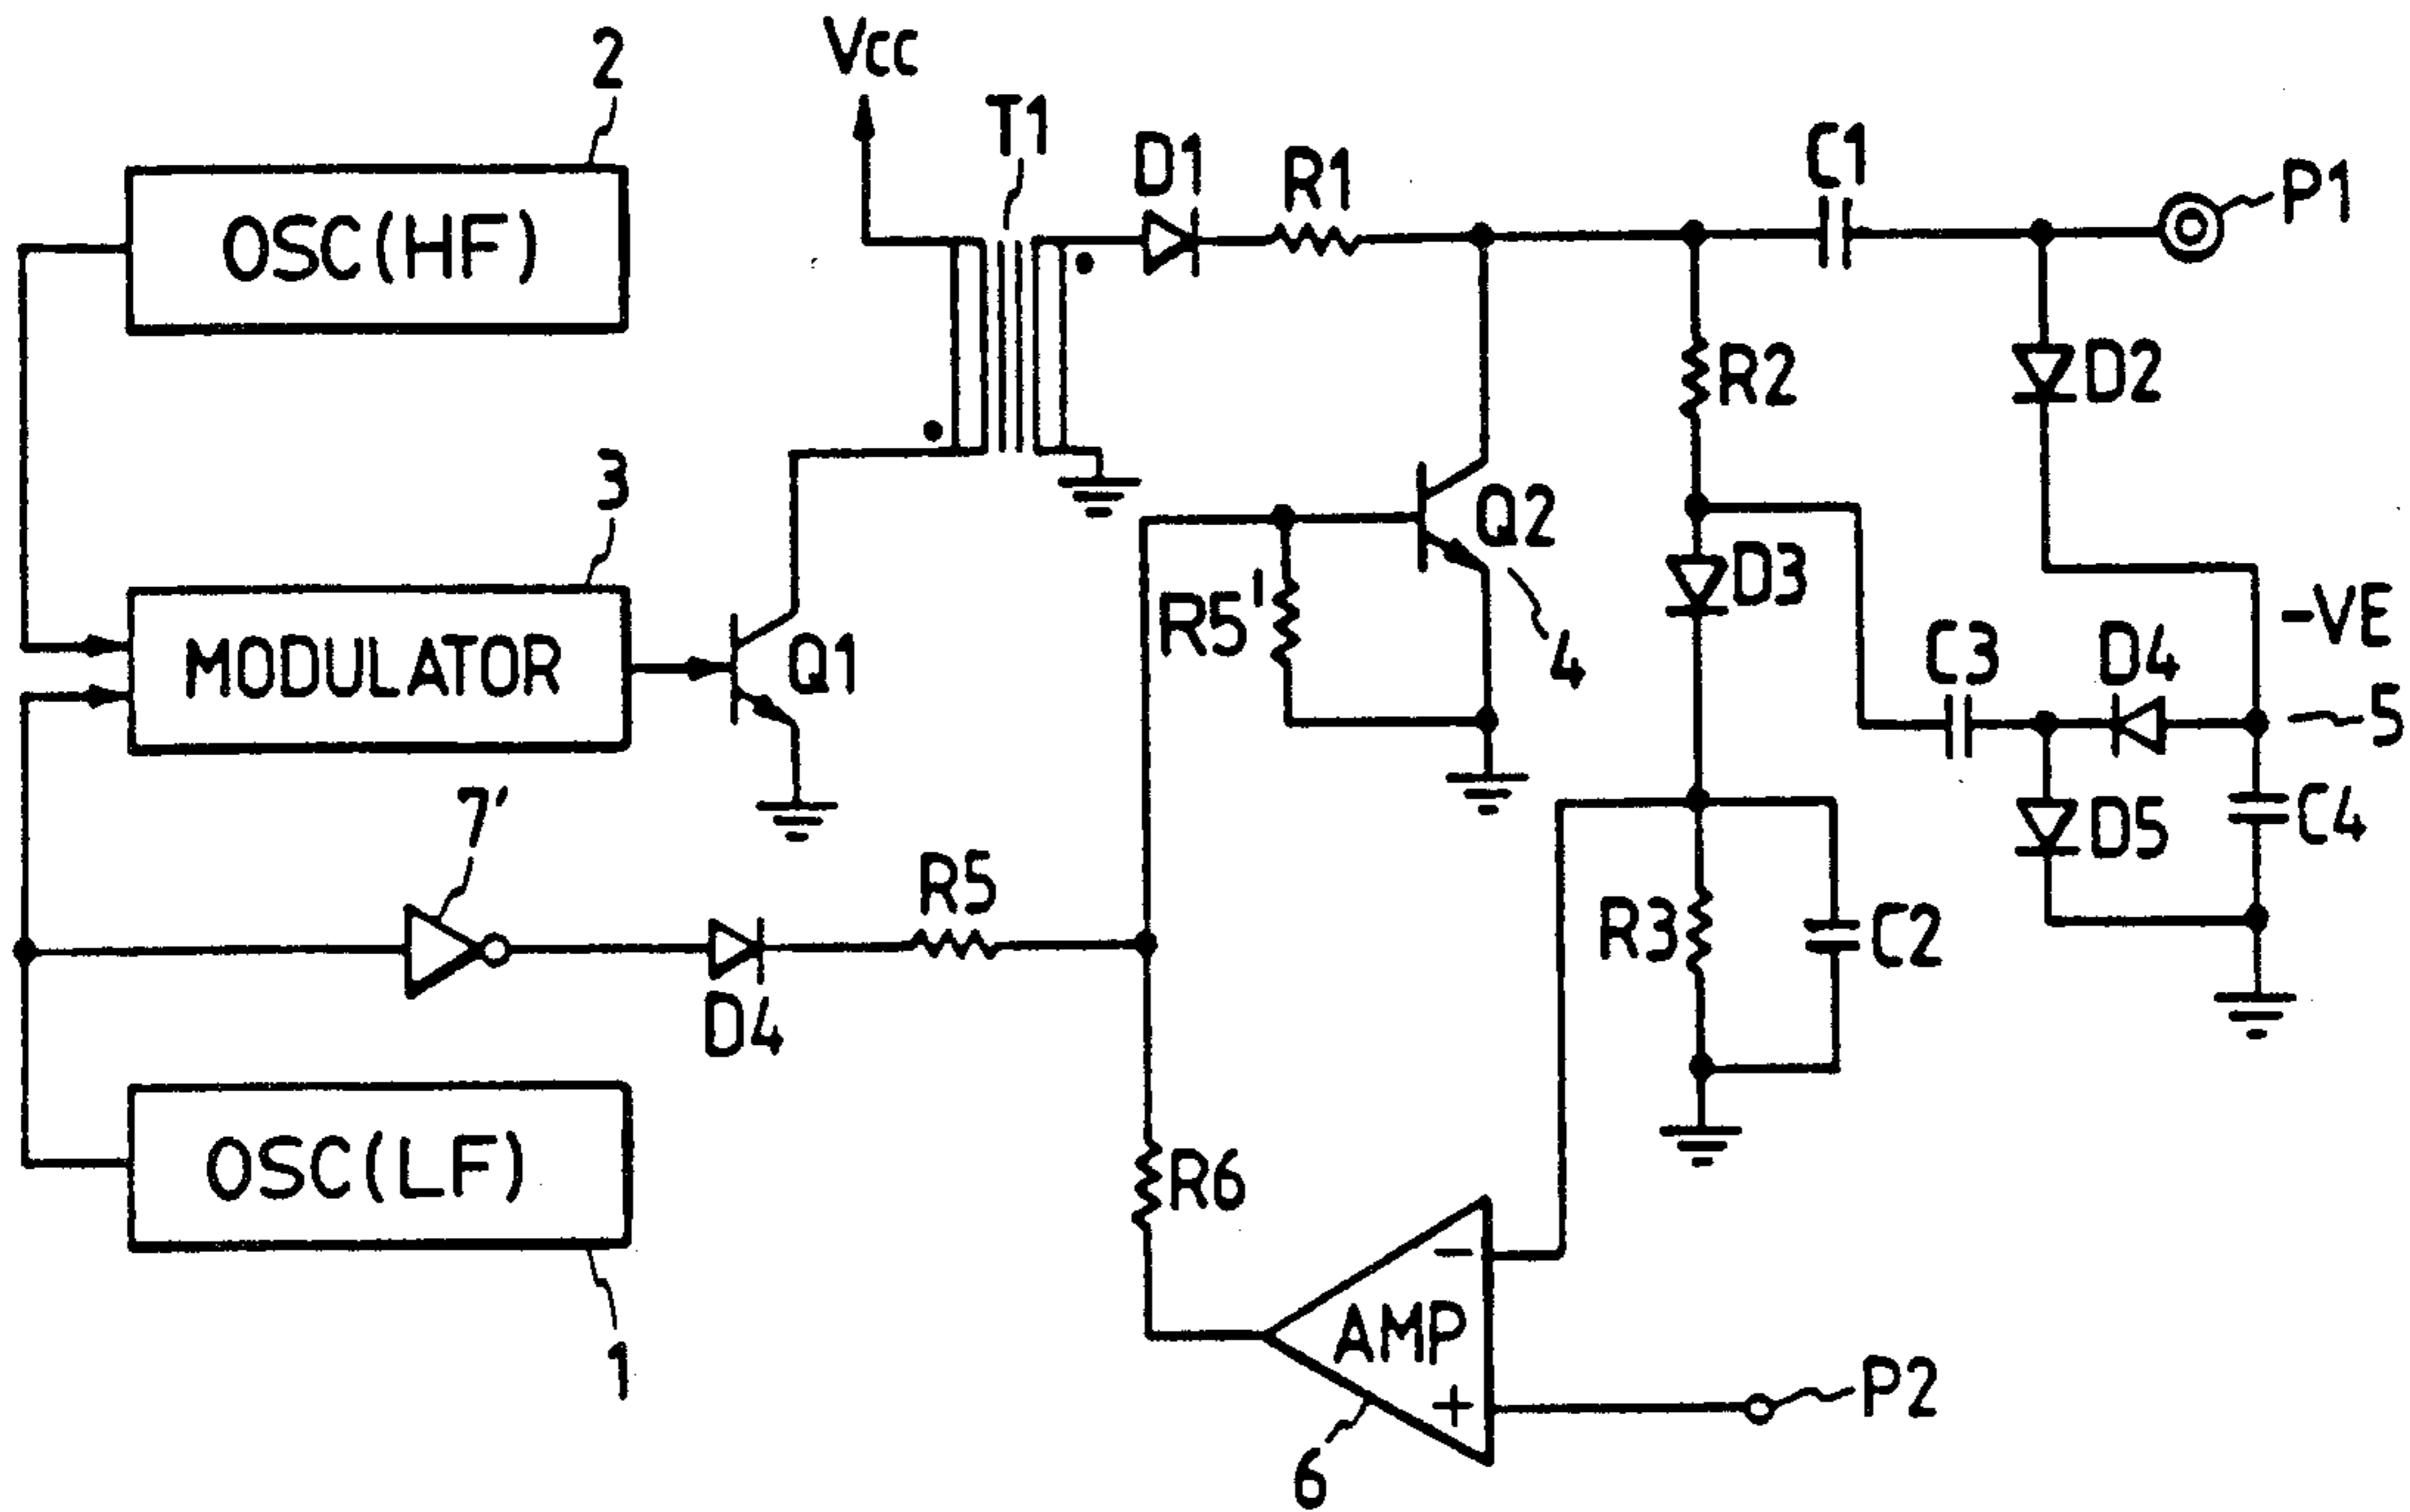 2
Vcc
T1
D1
R1
C1
P1
OSC(HF)
R2
D2
3
Q2
D3
R5'
-VE
MODULATOR
Q1
4
C3
D4
5
7'
R5
D5
C4
R3
C2
D4
OSC(LF)
R6
-
AMP
+
P2
1
6